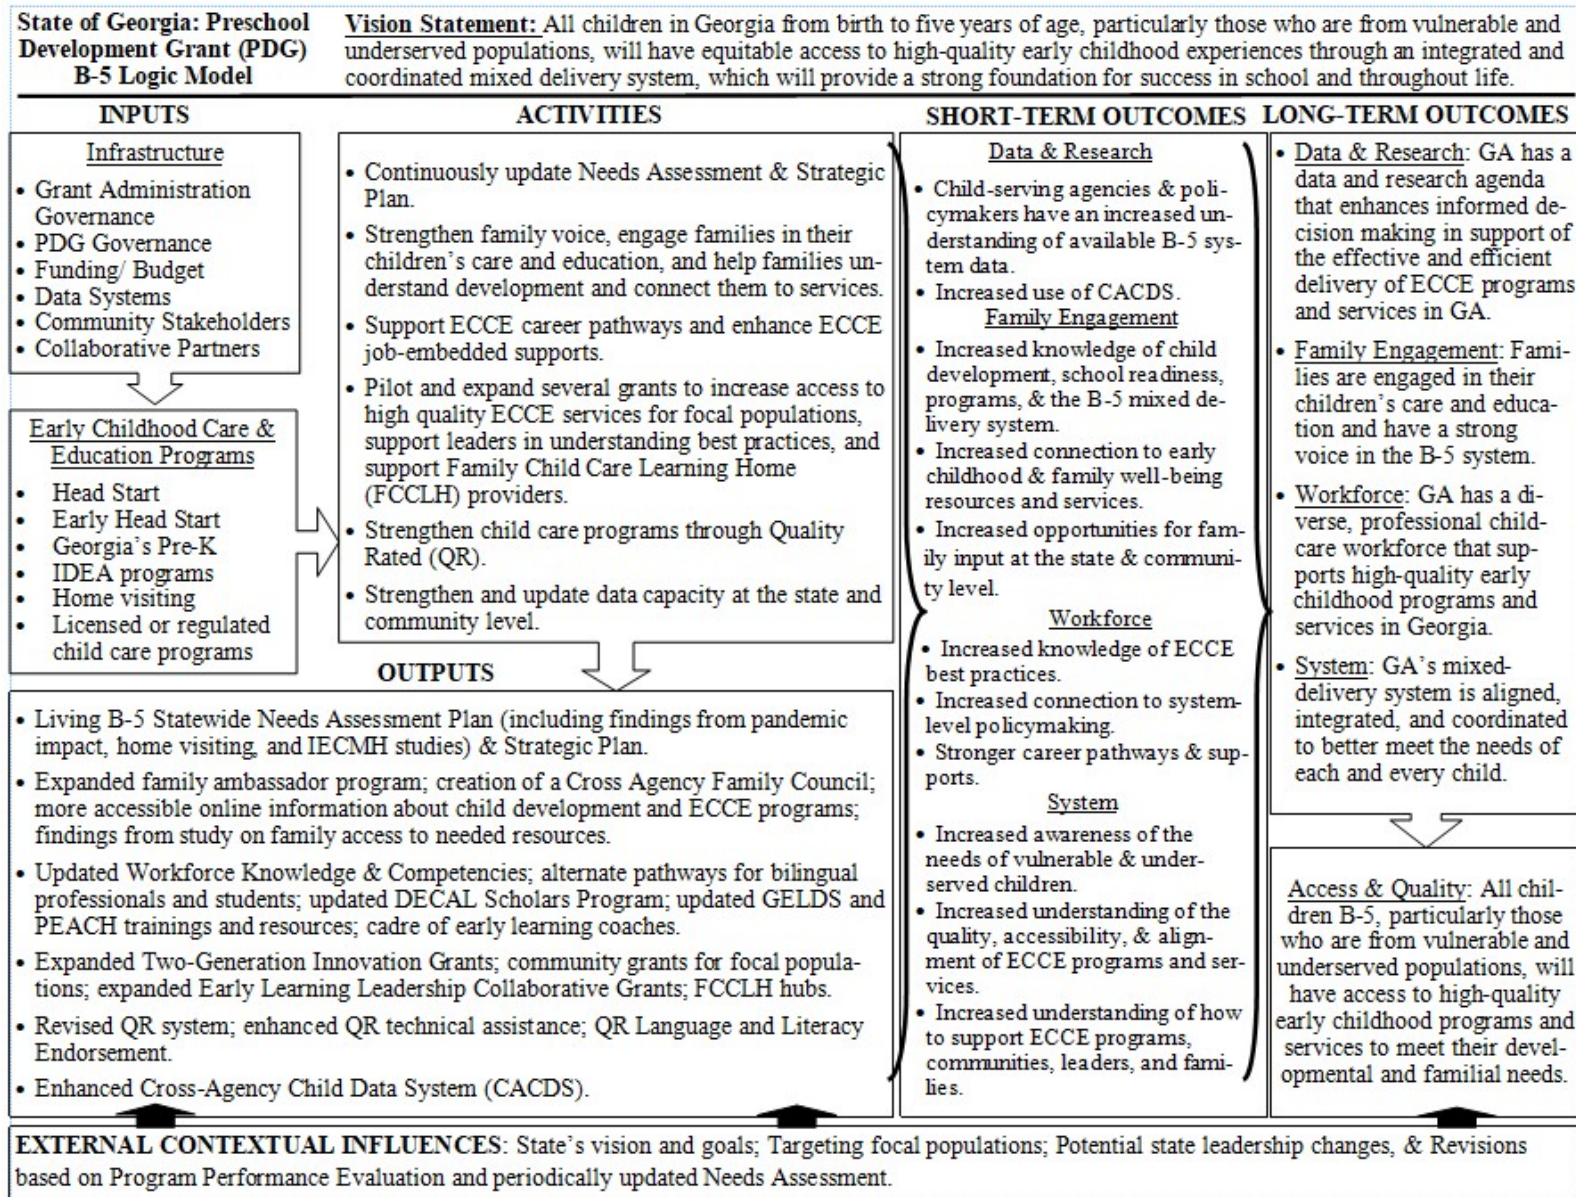 State of Georgia: Preschool
Development Grant (PDG)
B-5 Logic Model
Vision Statement: All children in Georgia from birth to five years of age, particularly those who are from vulnerable and
underserved populations, will have equitable access to high-quality early childhood experiences through an integrated and
coordinated mixed delivery system, which will provide a strong foundation for success in school and throughout life.
INPUTS
Infrastructure
• Grant Administration
Governance
• PDG Governance
• Funding/ Budget
• Data Systems
• Community Stakeholders
• Collaborative Partners
Early Childhood Care &
Education Programs
• Head Start
• Early Head Start
• Georgia's Pre-K
• IDEA programs
• Home visiting
• Licensed or regulated
child care programs
ACTIVITIES
• Continuously update Needs Assessment & Strategic
Plan.
• Strengthen family voice, engage families in their
children's care and education, and help families un-
derstand development and connect them to services.
• Support ECCE career pathways and enhance ECCE
job-embedded supports.
• Pilot and expand several grants to increase access to
high quality ECCE services for focal populations,
support leaders in understanding best practices, and
support Family Child Care Learning Home
(FCCLH) providers.
• Strengthen child care programs through Quality
Rated (QR).
• Strengthen and update data capacity at the state and
community level.
OUTPUTS
• Living B-5 Statewide Needs Assessment Plan (including findings from pandemic
impact, home visiting, and IECMH studies) & Strategic Plan.
• Expanded family ambassador program; creation of a Cross Agency Family Council;
more accessible online information about child development and ECCE programs;
findings from study on family access to needed resources.
• Updated Workforce Knowledge & Competencies; alternate pathways for bilingual
professionals and students; updated DECAL Scholars Program; updated GELDS and
PEACH trainings and resources; cadre of early learning coaches.
• Expanded Two-Generation Innovation Grants; community grants for focal popula-
tions; expanded Early Learning Leadership Collaborative Grants; FCCLH hubs.
• Revised QR system; enhanced QR technical assistance; QR Language and Literacy
Endorsement.
• Enhanced Cross-Agency Child Data System (CACDS).
SHORT-TERM OUTCOMES
Data & Research
• Child-serving agencies & poli-
cymakers have an increased un-
derstanding of available B-5 sys-
tem data.
• Increased use of CACDS.
Family Engagement
• Increased knowledge of child
development, school readiness,
programs, & the B-5 mixed de-
livery system.
• Increased connection to early
childhood & family well-being
resources and services.
• Increased opportunities for fam-
ily input at the state & communi-
ty level.
Workforce
• Increased knowledge of ECCE
best practices.
• Increased connection to system-
level policymaking.
• Stronger career pathways & sup-
ports.
System
• Increased awareness of the
needs of vulnerable & under-
served children.
• Increased understanding of the
quality, accessibility, & align-
ment of ECCE programs and ser-
vices.
• Increased understanding of how
to support ECCE programs,
communities, leaders, and fami-
lies.
LONG-TERM OUTCOMES
• Data & Research: GA has a
data and research agenda
that enhances informed de-
cision making in support of
the effective and efficient
delivery of ECCE programs
and services in GA.
• Family Engagement: Fami-
lies are engaged in their
children's care and educa-
tion and have a strong
voice in the B-5 system.
• Workforce: GA has a di-
verse, professional child-
care workforce that sup-
ports high-quality early
childhood programs and
services in Georgia.
• System: GA's mixed-
delivery system is aligned,
integrated, and coordinated
to better meet the needs of
each and every child.
Access & Quality: All chil-
dren B-5, particularly those
who are from vulnerable and
underserved populations, will
have access to high-quality
early childhood programs and
services to meet their devel-
opmental and familial needs.
EXTERNAL CONTEXTUAL INFLUENCES: State's vision and goals; Targeting focal populations; Potential state leadership changes, & Revisions
based on Program Performance Evaluation and periodically updated Needs Assessment.